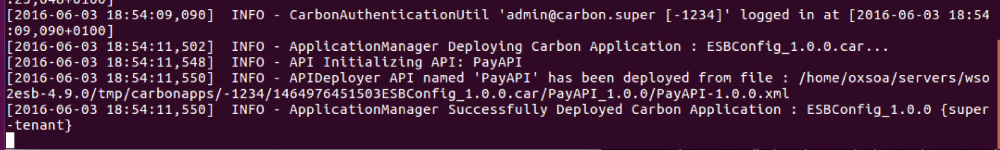 :25,048+0100]
[2016-06-03 18:54:09,090]  INFO - CarbonAuthenticationUtil 'admin@carbon.super [-1234]' logged in at [2016-06-03 18:54
:09,090+0100]
[2016-06-03 18:54:11,502]  INFO - ApplicationManager Deploying Carbon Application : ESBConfig_1.0.0.car...
[2016-06-03 18:54:11,548]  INFO - API Initializing API: PayAPI
[2016-06-03 18:54:11,550]  INFO - APIDeployer API named 'PayAPI' has been deployed from file : /home/oxsoa/servers/wso
2esb-4.9.0/tmp/carbonapps/-1234/1464976451503ESBConfig_1.0.0.car/PayAPI_1.0.0/PayAPI-1.0.0.xml
[2016-06-03 18:54:11,550]  INFO - ApplicationManager Successfully Deployed Carbon Application : ESBConfig_1.0.0 {super
-tenant}